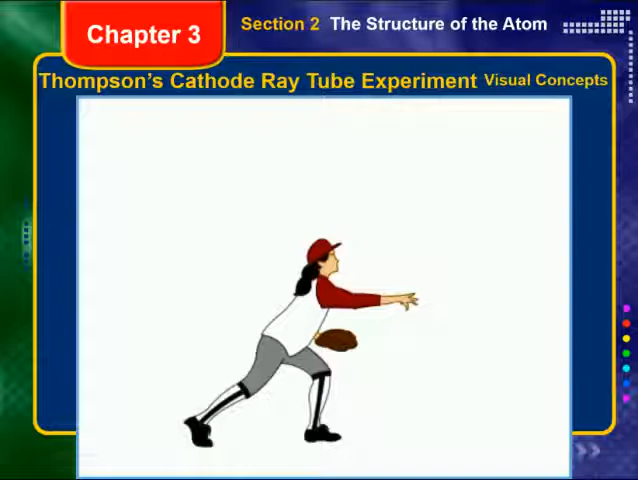 Chapter 3
Section 2 The Structure of the Atom
Thompson's Cathode Ray Tube Experiment Visual Concepts